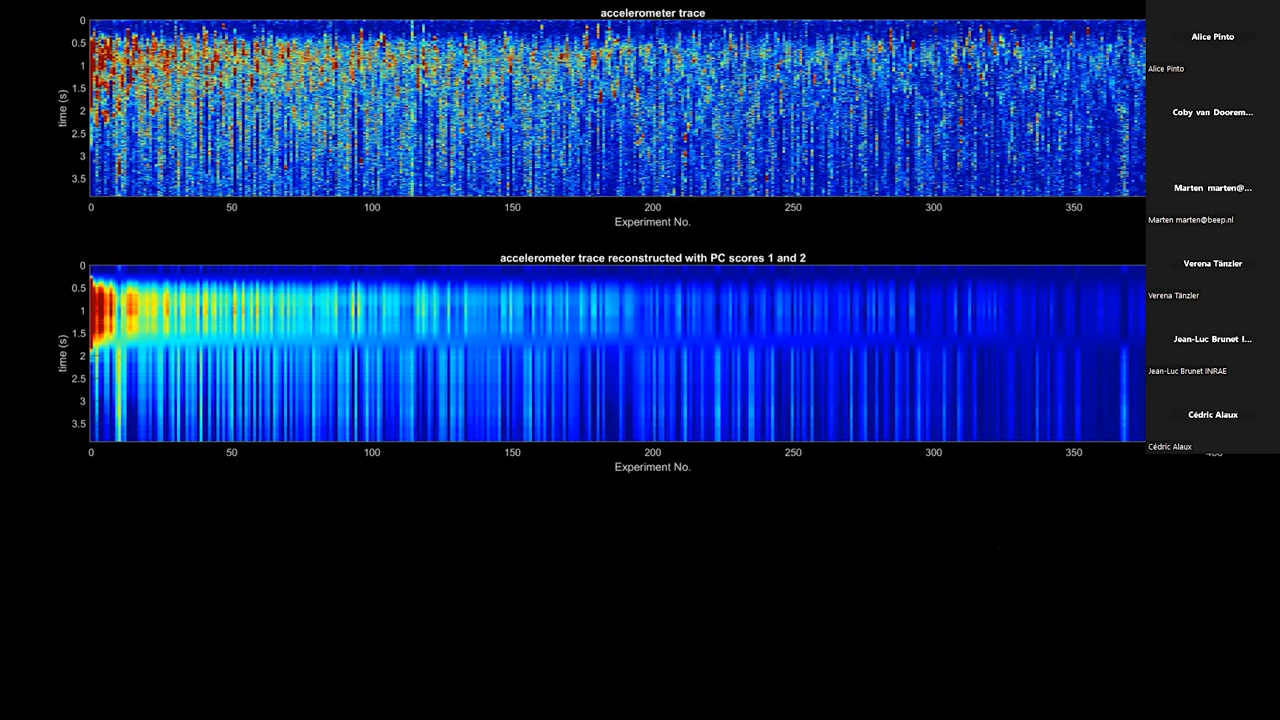 accelerometer trace
0
0.5
1
1.5
2
2.5
3
3.5
time (s)
0 50 100 150 200 250 300 350
Experiment No.
accelerometer trace reconstructed with PC scores 1 and 2
0
0.5
1
1.5
2
2.5
3
3.5
time (s)
0 50 100 150 200 250 300 350
Experiment No.
Alice Pinto
Alice Pinto
Coby van Doorem...
Marten marten@...
Marten marten@beep.nl
Verena Tänzler
Verena Tänzler
Jean-Luc Brunet I...
Jean-Luc Brunet INRAE
Cédric Alaux
Cédric Alaux